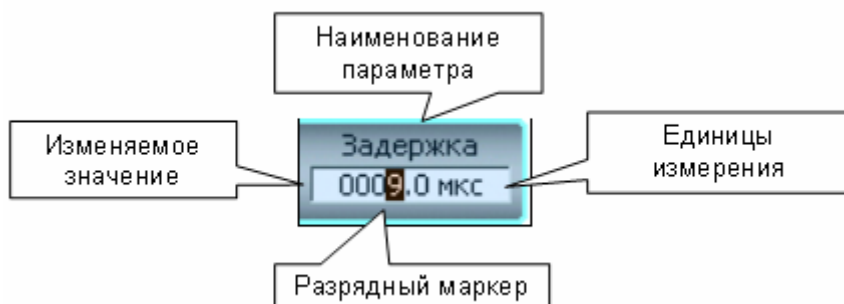 Наименование
параметра
Изменяемое
значение
Задержка
0009.0 мкс
Единицы
измерения
Разрядный маркер